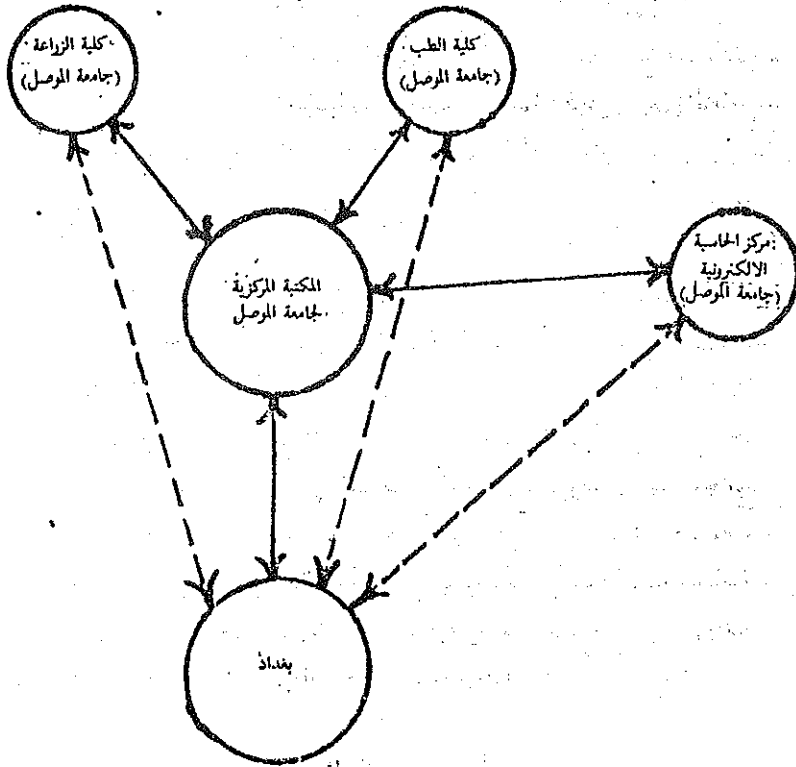 كلية الطب
(جامعة الموصل)
كلية الزراعة
(جامعة الموصل)
مركز الحاسبة
الالكترونية
(جامعة الموصل)
المكتبة المركزية
لجامعة الموصل
بغداد